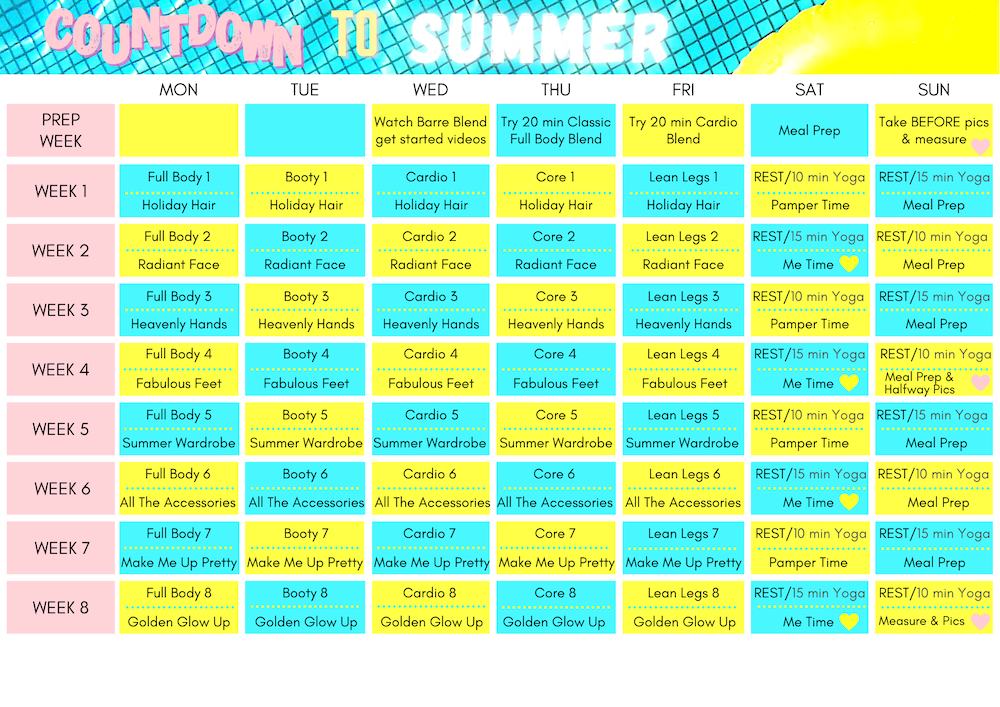 COUNTDOWN TO SUMMER
MON TUE WED THU FRI SAT SUN
PREP
WEEK
Watch Barre Blend
get started videos
Try 20 min Classic
Full Body Blend
Try 20 min Cardio
Blend
Meal Prep
Take BEFORE pics
& measure
WEEK 1
Full Body 1 Booty 1 Cardio 1 Core 1 Lean Legs 1 REST/10 min Yoga REST/15 min Yoga
Holiday Hair Holiday Hair Holiday Hair Holiday Hair Holiday Hair Pamper Time Meal Prep
WEEK 2
Full Body 2 Booty 2 Cardio 2 Core 2 Lean Legs 2 REST/15 min Yoga REST/10 min Yoga
Radiant Face Radiant Face Radiant Face Radiant Face Radiant Face Me Time Meal Prep
WEEK 3
Full Body 3 Booty 3 Cardio 3 Core 3 Lean Legs 3 REST/10 min Yoga REST/15 min Yoga
Heavenly Hands Heavenly Hands Heavenly Hands Heavenly Hands Heavenly Hands Pamper Time Meal Prep
WEEK 4
Full Body 4 Booty 4 Cardio 4 Core 4 Lean Legs 4 REST/15 min Yoga REST/10 min Yoga
Fabulous Feet Fabulous Feet Fabulous Feet Fabulous Feet Fabulous Feet Me Time Meal Prep &
Halfway Pics
WEEK 5
Full Body 5 Booty 5 Cardio 5 Core 5 Lean Legs 5 REST/10 min Yoga REST/15 min Yoga
Summer Wardrobe Summer Wardrobe Summer Wardrobe Summer Wardrobe Summer Wardrobe Pamper Time Meal Prep
WEEK 6
Full Body 6 Booty 6 Cardio 6 Core 6 Lean Legs 6 REST/15 min Yoga REST/10 min Yoga
All The Accessories All The Accessories All The Accessories All The Accessories All The Accessories Me Time Meal Prep
WEEK 7
Full Body 7 Booty 7 Cardio 7 Core 7 Lean Legs 7 REST/10 min Yoga REST/15 min Yoga
Make Me Up Pretty Make Me Up Pretty Make Me Up Pretty Make Me Up Pretty Make Me Up Pretty Pamper Time Meal Prep
WEEK 8
Full Body 8 Booty 8 Cardio 8 Core 8 Lean Legs 8 REST/15 min Yoga REST/10 min Yoga
Golden Glow Up Golden Glow Up Golden Glow Up Golden Glow Up Golden Glow Up Me Time Measure & Pics